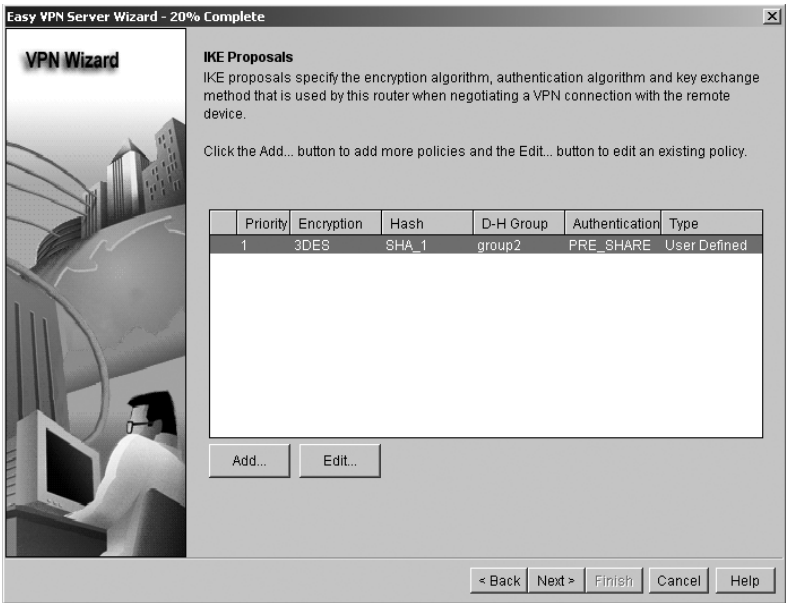 Easy VPN Server Wizard - 20% Complete
VPN Wizard
IKE Proposals
IKE proposals specify the encryption algorithm, authentication algorithm and key exchange
method that is used by this router when negotiating a VPN connection with the remote
device.
Click the Add... button to add more policies and the Edit... button to edit an existing policy.
Priority Encryption Hash D-H Group Authentication Type
1 3DES SHA_1 group2 PRE_SHARE User Defined
Add... Edit...
< Back Next > Finish Cancel Help